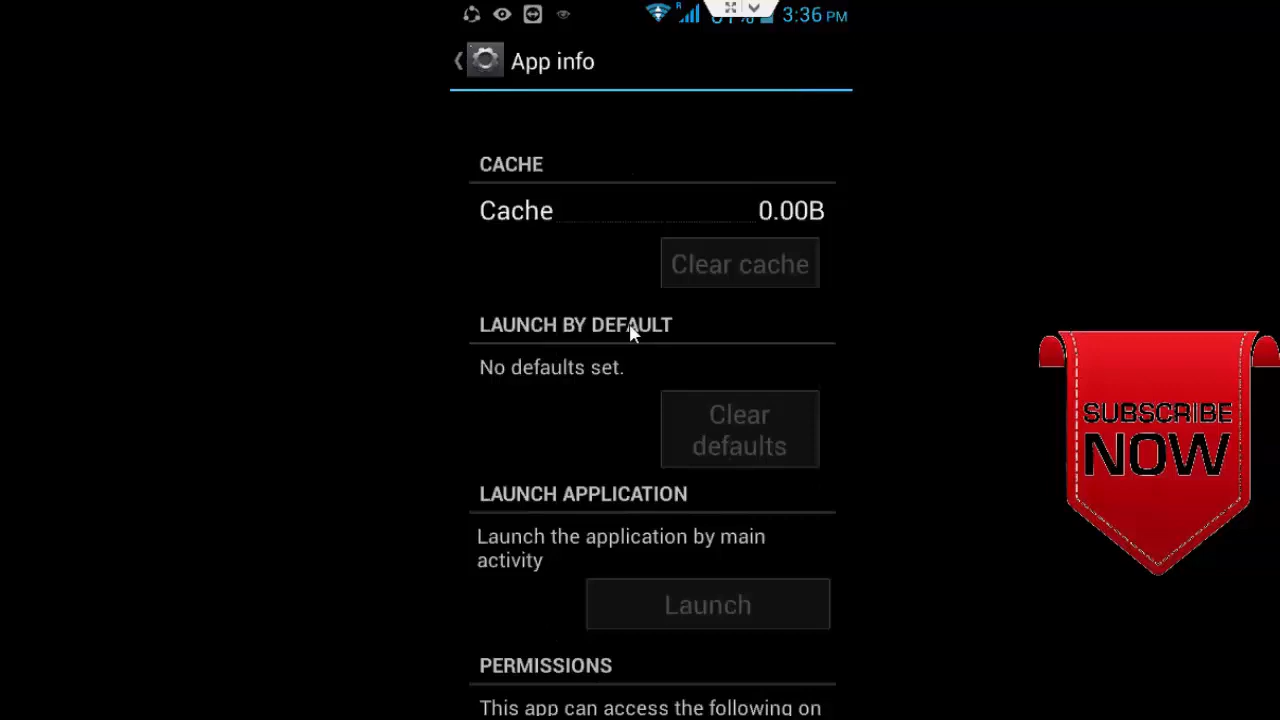 R
3:36 PM
App info
CACHE
Cache 0.00B
Clear cache
LAUNCH BY DEFAULT
No defaults set.
Clear
defaults
LAUNCH APPLICATION
Launch the application by main
activity
Launch
PERMISSIONS
This app can access the following on
SUBSCRIBE
NOW